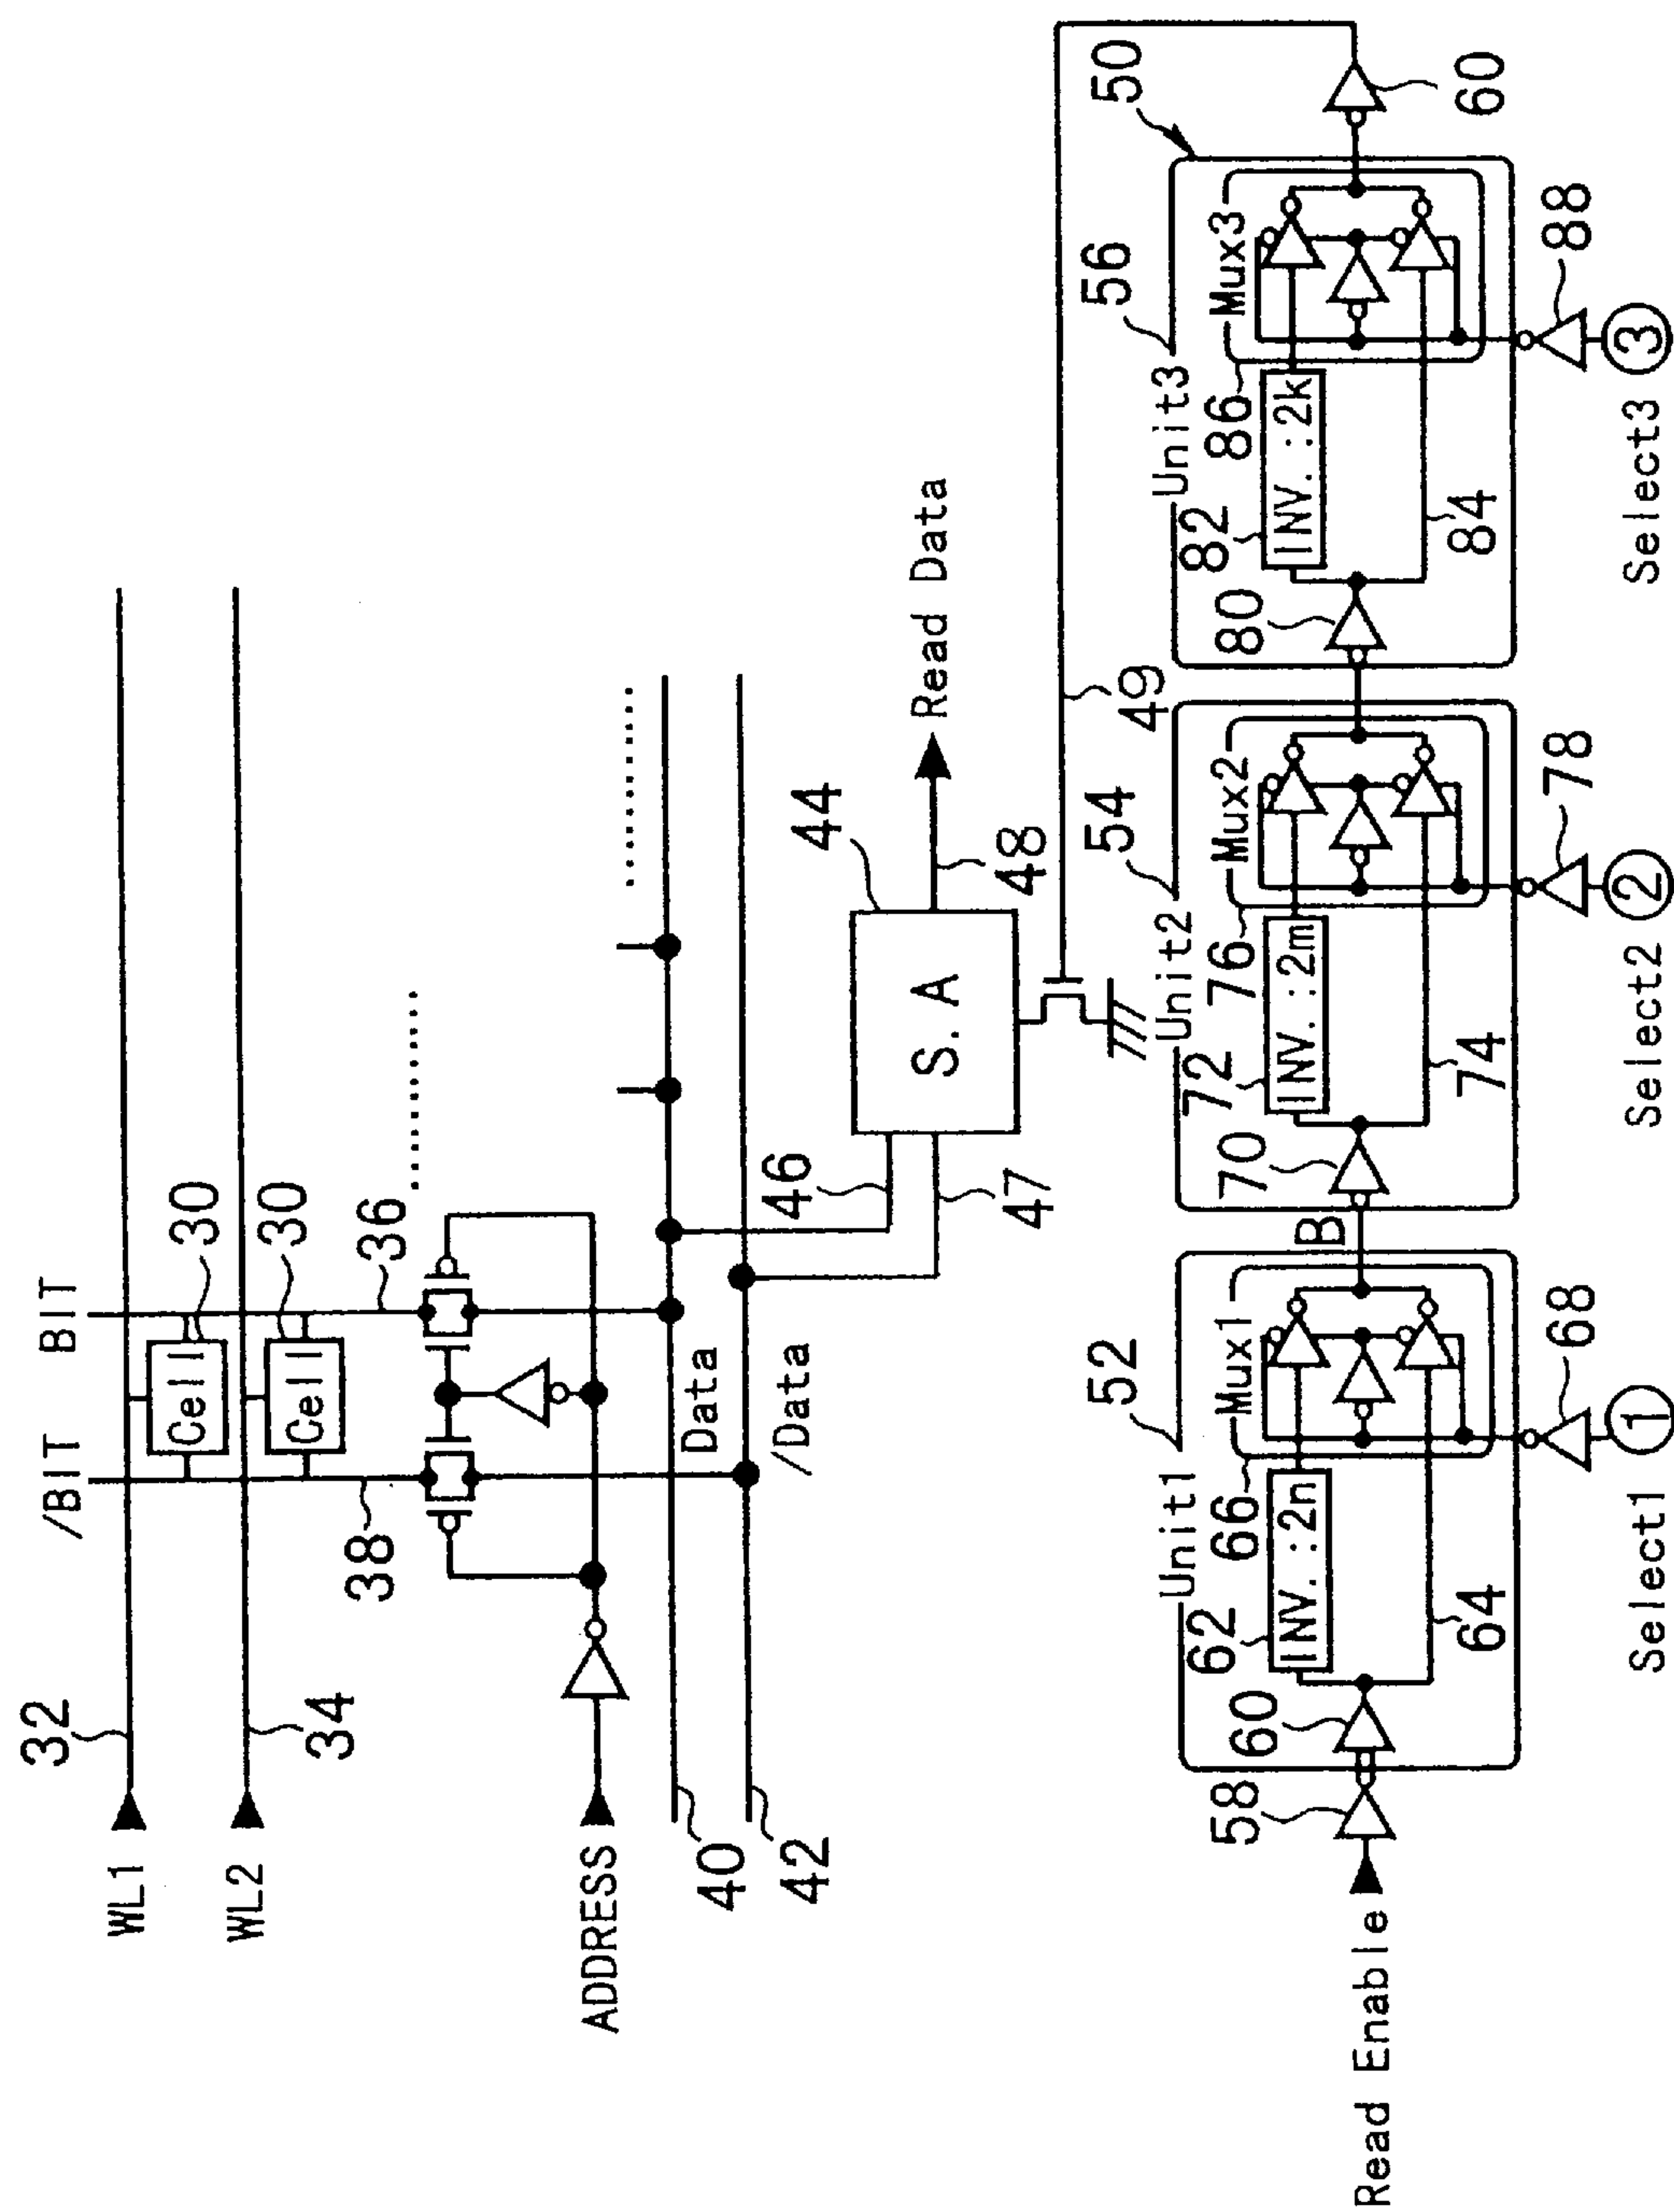 WL1
32
WL2
34
/BIT
BIT
Cell
30
Cell
30
38
36
............
ADDRESS
Data
/Data
............
40
42
46
47
44
S. A
48
Read Data
49
50
Read Enable
58
Unit1
52
60
62
INV. :2n
64
66
Mux1
68
Select1
1
B
Unit2
54
70
72
INV. :2m
74
76
Mux2
78
Select2
2
Unit3
56
80
82
INV. :2k
84
86
Mux3
88
Select3
3
60